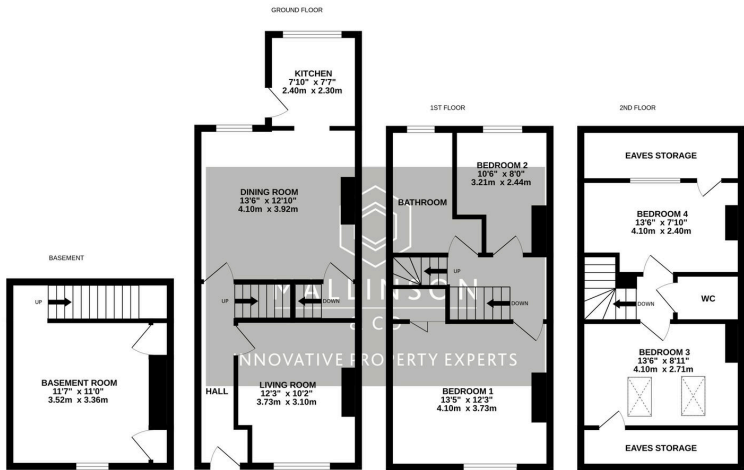 BASEMENT
UP
BASEMENT ROOM
11'7" x 11'0"
3.52m x 3.36m
GROUND FLOOR
KITCHEN
7'10" x 7'7"
2.40m x 2.30m
DINING ROOM
13'6" x 12'10"
4.10m x 3.92m
UP
DOWN
HALL
LIVING ROOM
12'3" x 10'2"
3.73m x 3.10m
1ST FLOOR
BATHROOM
BEDROOM 2
10'6" x 8'0"
3.21m x 2.44m
UP
DOWN
BEDROOM 1
13'5" x 12'3"
4.10m x 3.73m
2ND FLOOR
EAVES STORAGE
BEDROOM 4
13'6" x 7'10"
4.10m x 2.40m
DOWN
WC
BEDROOM 3
13'6" x 8'11"
4.10m x 2.71m
EAVES STORAGE
MALLINSON
& CO
INNOVATIVE PROPERTY EXPERTS